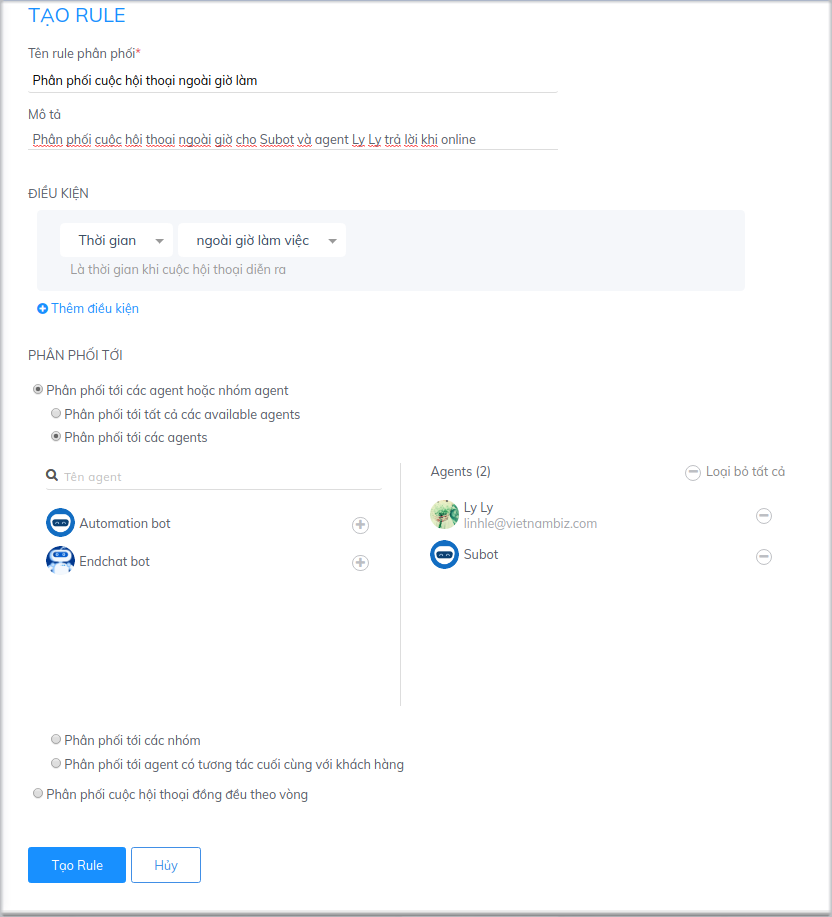 TẠO RULE
Tên rule phân phối*
Phân phối cuộc hội thoại ngoài giờ làm
Mô tả
Phân phối cuộc hội thoại ngoài giờ cho Subot và agent Ly Ly trả lời khi online
ĐIỀU KIỆN
Thời gian ngoài giờ làm việc
Là thời gian khi cuộc hội thoại diễn ra
Thêm điều kiện
PHÂN PHỐI TỚI
Phân phối tới các agent hoặc nhóm agent
Phân phối tới tất cả các available agents
Phân phối tới các agents
Tên agent
Automation bot
Endchat bot
Agents (2) Loại bỏ tất cả
Ly Ly
linhle@vietnambiz.com
Subot
Phân phối tới các nhóm
Phân phối tới agent có tương tác cuối cùng với khách hàng
Phân phối cuộc hội thoại đồng đều theo vòng
Tạo Rule Hủy